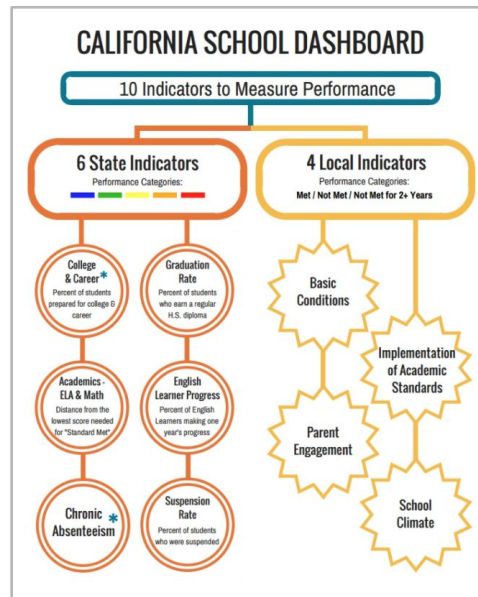 CALIFORNIA SCHOOL DASHBOARD
10 Indicators to Measure Performance
6 State Indicators
Performance Categories:
4 Local Indicators
Performance Categories:
Met / Not Met / Not Met for 2+ Years
College
& Career*
Percent of students
prepared for college &
career
Graduation
Rate
Percent of students
who earn a regular
H.S. diploma
Academics -
ELA & Math
Distance from the
lowest score needed
for "Standard Met"
English
Learner Progress
Percent of English
Learners making one
year's progress
Chronic *
Absenteeism
Suspension
Rate
Percent of students
who were suspended
Basic
Conditions
Implementation
of Academic
Standards
Parent
Engagement
School
Climate